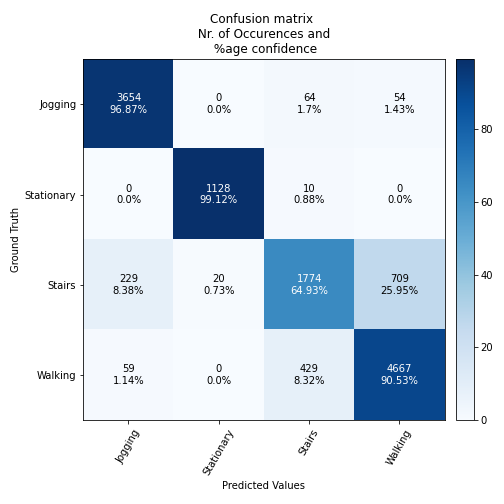 Confusion matrix
Nr. of Occurences and
%age confidence
Ground Truth
Jogging
3654
96.87%
0
0.0%
64
1.7%
54
1.43%
Stationary
0
0.0%
1128
99.12%
10
0.88%
0
0.0%
Stairs
229
8.38%
20
0.73%
1774
64.93%
709
25.95%
Walking
59
1.14%
0
0.0%
429
8.32%
4667
90.53%
Jogging
Stationary
Stairs
Walking
Predicted Values
80
60
40
20
0